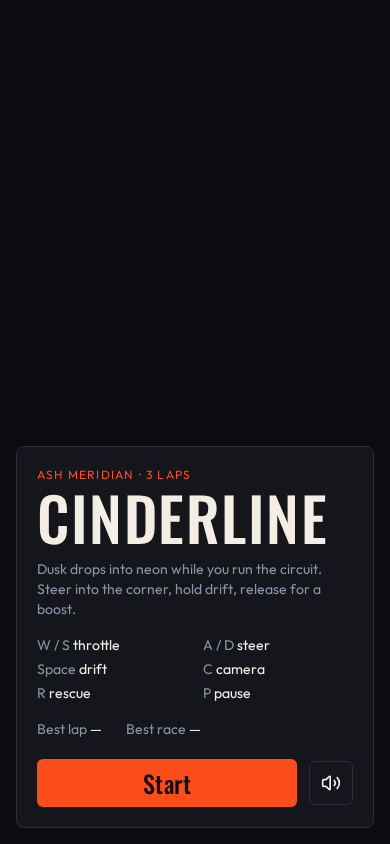 ASH MERIDIAN · 3 LAPS
CINDERLINE
Dusk drops into neon while you run the circuit.
Steer into the corner, hold drift, release for a
boost.
W / S throttle
A / D steer
Space drift
C camera
R rescue
P pause
Best lap —
Best race —
Start